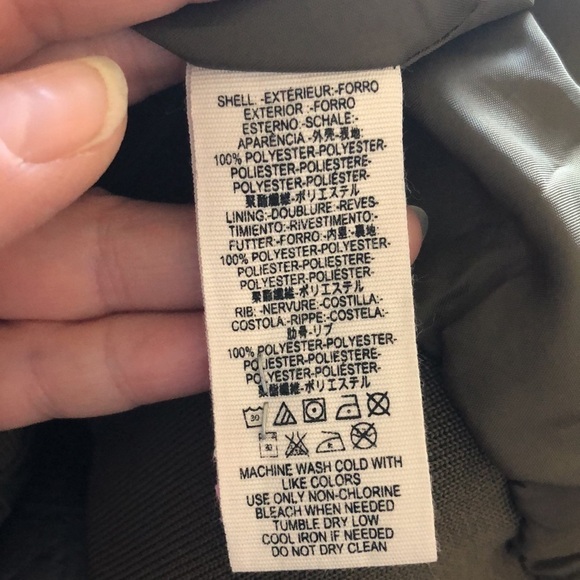 SHELL: -EXTÉRIEUR:-FORRO
EXTERIOR :-FORRO
ESTERNO:-SCHALE:-
APARÊNCIA:-外壳:-表地:
100% POLYESTER-POLYESTER-
POLIÉSTER-POLIESTERE-
POLYESTER-POLIÉSTER-
聚酯纖維-ポリエステル
LINING:-DOUBLURE:-REVES-
TIMIENTO:-RIVESTIMENTO:-
FUTTER:-FORRO:-内里:-裏地:
100% POLYESTER-POLYESTER-
POLIÉSTER-POLIESTERE-
POLYESTER-POLIÉSTER-
聚酯纖維-ポリエステル
RIB:-NERVURE:-COSTILLA:-
COSTOLA:-RIPPE:-COSTELA:-
肋骨:-リブ
100% POLYESTER-POLYESTER-
POLIÉSTER-POLIESTERE-
POLYESTER-POLIÉSTER-
聚酯纖維-ポリエステル
30
MACHINE WASH COLD WITH
LIKE COLORS
USE ONLY NON-CHLORINE
BLEACH WHEN NEEDED
TUMBLE DRY LOW
COOL IRON IF NEEDED
DO NOT DRY CLEAN